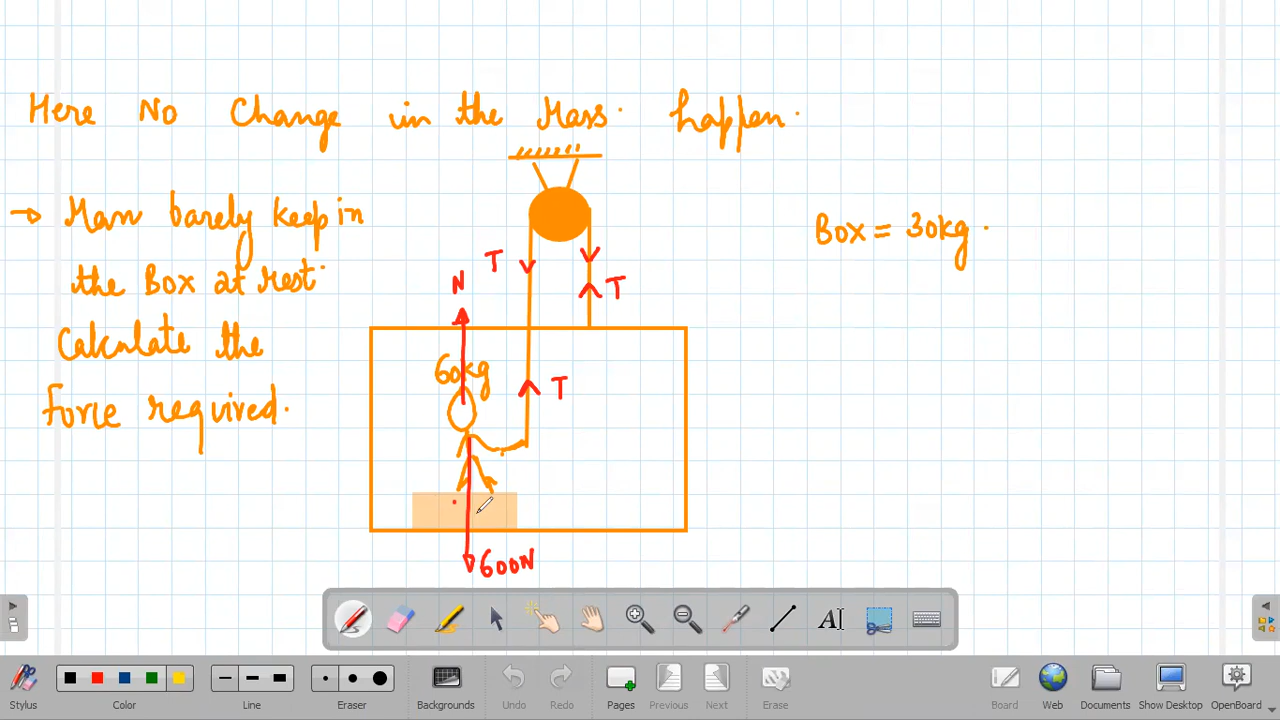 Here No Change in the Mass. happen.
→ Man barely keep in
the Box at rest
Calculate the
force required.
Box = 30kg.
T
N
T
60kg
T
600N
Stylus
Color
Line
Eraser
Backgrounds
Undo
Redo
Pages
Previous
Next
Erase
Board
Web
Documents
Show Desktop
OpenBoard